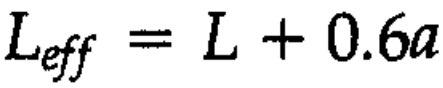 L_eff = L + 0.6a